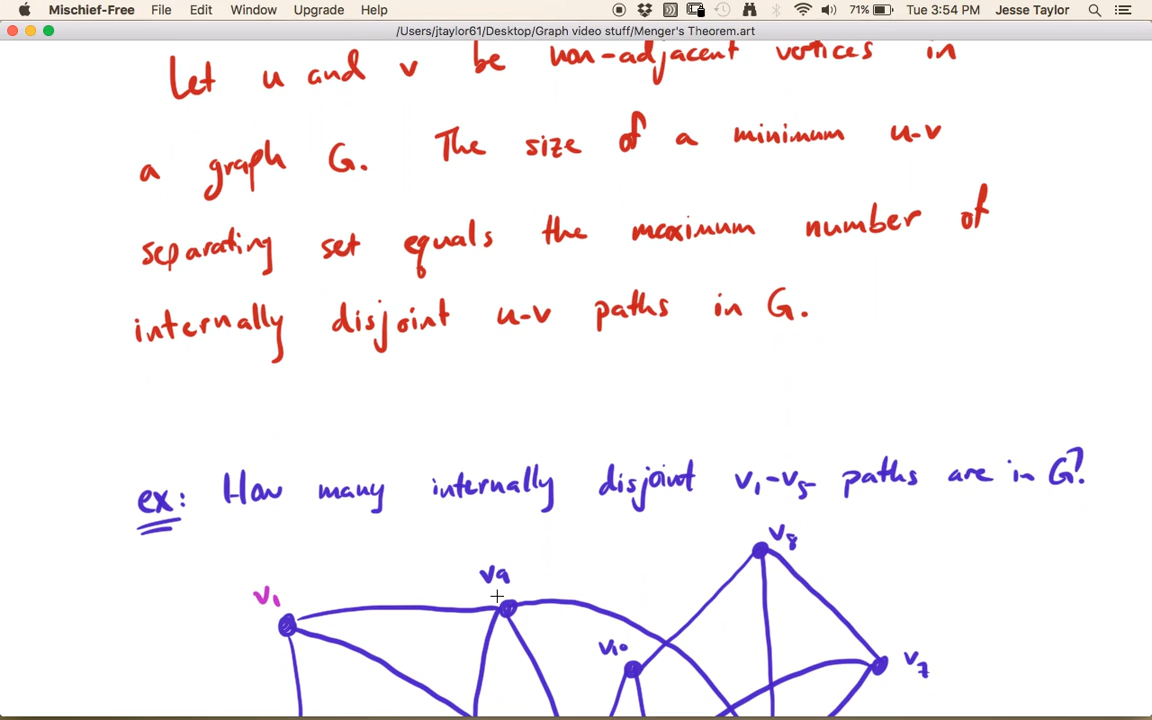 Mischief-Free File Edit Window Upgrade Help 71% Tue 3:54 PM Jesse Taylor
/Users/jtaylor61/Desktop/Graph video stuff/Menger's Theorem.art
Let u and v be non-adjacent vertices in
a graph G. The size of a minimum u-v
separating set equals the maximum number of
internally disjoint u-v paths in G.
ex: How many internally disjoint v₁-v₅ paths are in G?
v₈
v₉
v₁
v₁₀
v₇